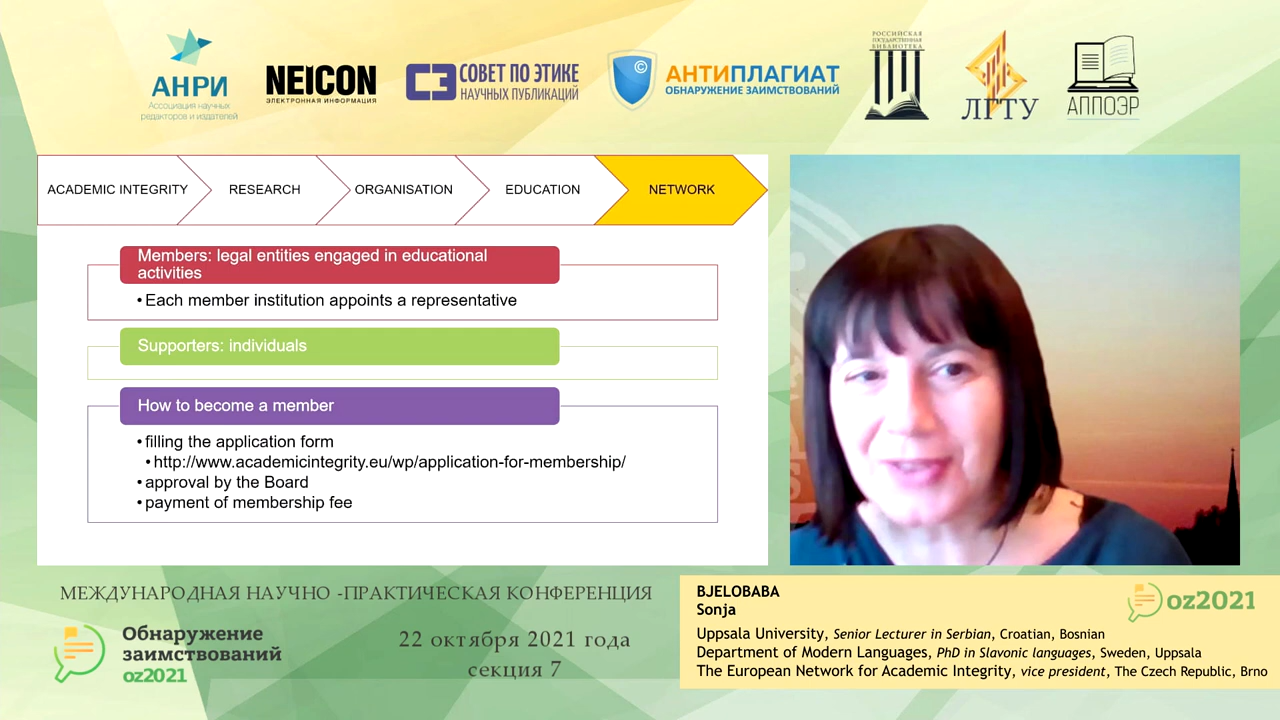 АНРИ
Ассоциация научных
редакторов и издателей
NEICON
ЭЛЕКТРОННАЯ ИНФОРМАЦИЯ
СЭ
СОВЕТ ПО ЭТИКЕ
НАУЧНЫХ ПУБЛИКАЦИЙ
©
АНТИПЛАГИАТ
ОБНАРУЖЕНИЕ ЗАИМСТВОВАНИЙ
РОССИЙСКАЯ
ГОСУДАРСТВЕННАЯ
БИБЛИОТЕКА
ЛГТУ
АППОЭР
ACADEMIC INTEGRITY
RESEARCH
ORGANISATION
EDUCATION
NETWORK
Members: legal entities engaged in educational
activities
• Each member institution appoints a representative
Supporters: individuals
How to become a member
• filling the application form
• http://www.academicintegrity.eu/wp/application-for-membership/
• approval by the Board
• payment of membership fee
МЕЖДУНАРОДНАЯ НАУЧНО -ПРАКТИЧЕСКАЯ КОНФЕРЕНЦИЯ
Обнаружение
заимствований
oz2021
22 октября 2021 года
секция 7
BJELOBABA
Sonja
oz2021
Uppsala University, Senior Lecturer in Serbian, Croatian, Bosnian
Department of Modern Languages, PhD in Slavonic languages, Sweden, Uppsala
The European Network for Academic Integrity, vice president, The Czech Republic, Brno